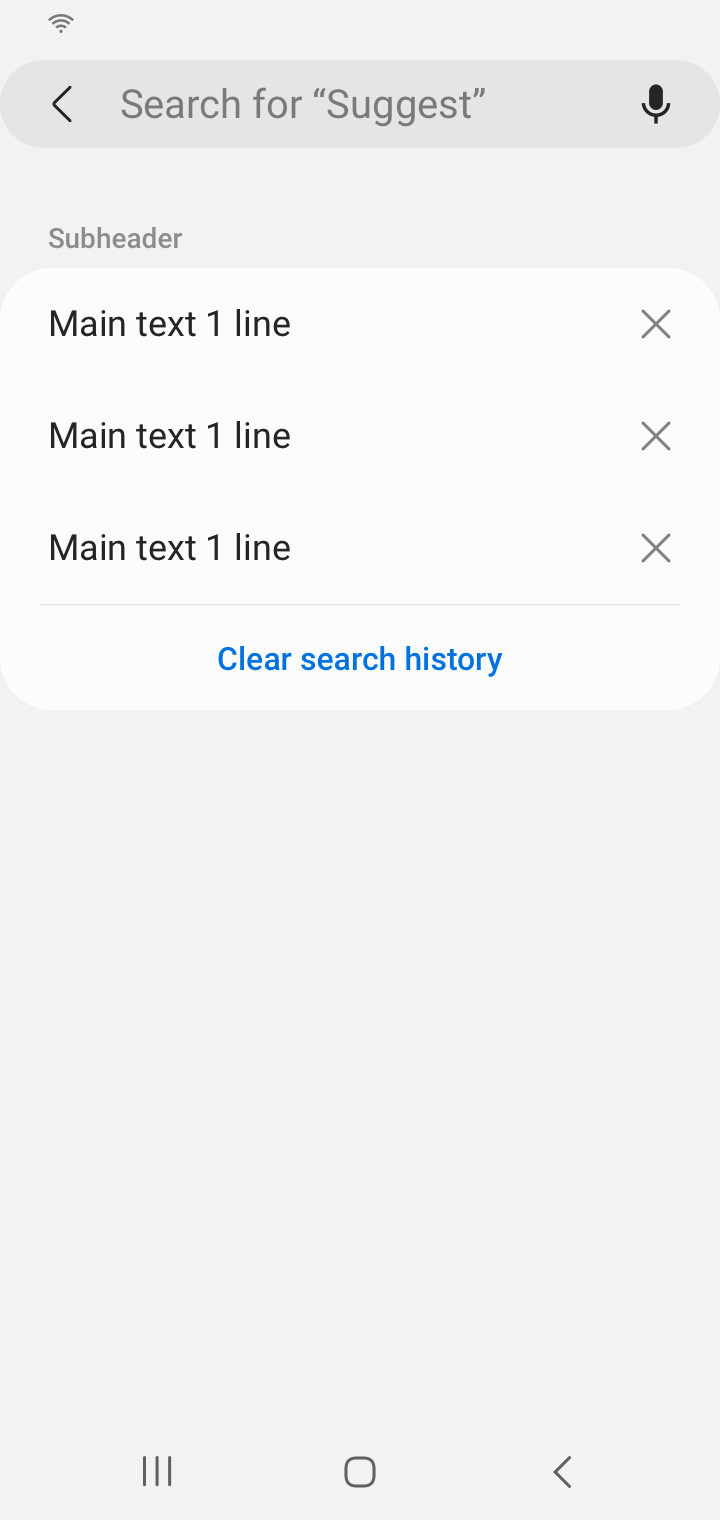 Search for “Suggest”
Subheader
Main text 1 line
Main text 1 line
Main text 1 line
Clear search history